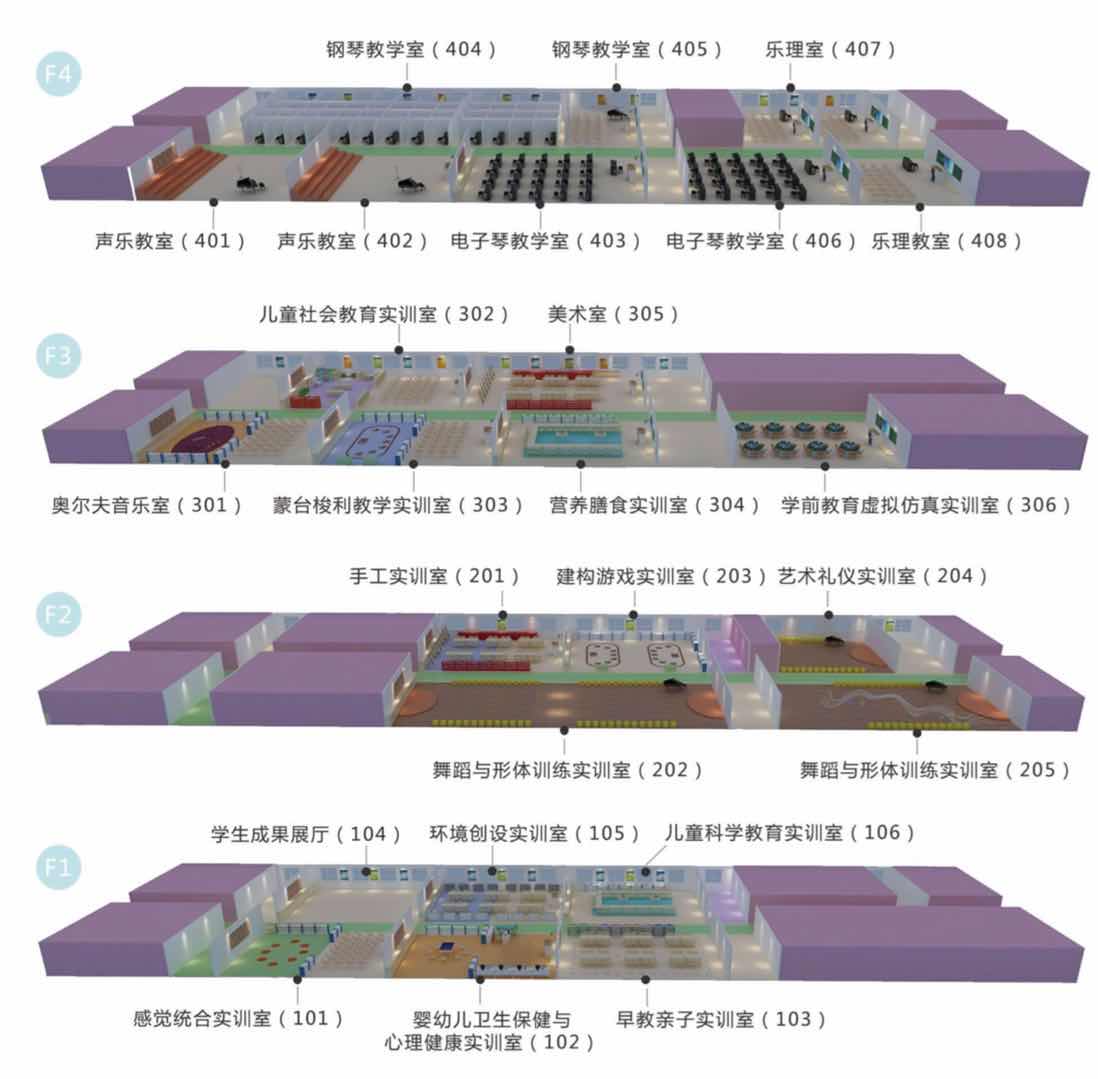 F4
钢琴教学室（404）
钢琴教学室（405）
乐理室（407）
声乐教室（401）
声乐教室（402）
电子琴教学室（403）
电子琴教学室（406）
乐理教室（408）
F3
儿童社会教育实训室（302）
美术室（305）
奥尔夫音乐室（301）
蒙台梭利教学实训室（303）
营养膳食实训室（304）
学前教育虚拟仿真实训室（306）
F2
手工实训室（201）
建构游戏实训室（203）
艺术礼仪实训室（204）
舞蹈与形体训练实训室（202）
舞蹈与形体训练实训室（205）
F1
学生成果展厅（104）
环境创设实训室（105）
儿童科学教育实训室（106）
感觉统合实训室（101）
婴幼儿卫生保健与
心理健康实训室（102）
早教亲子实训室（103）